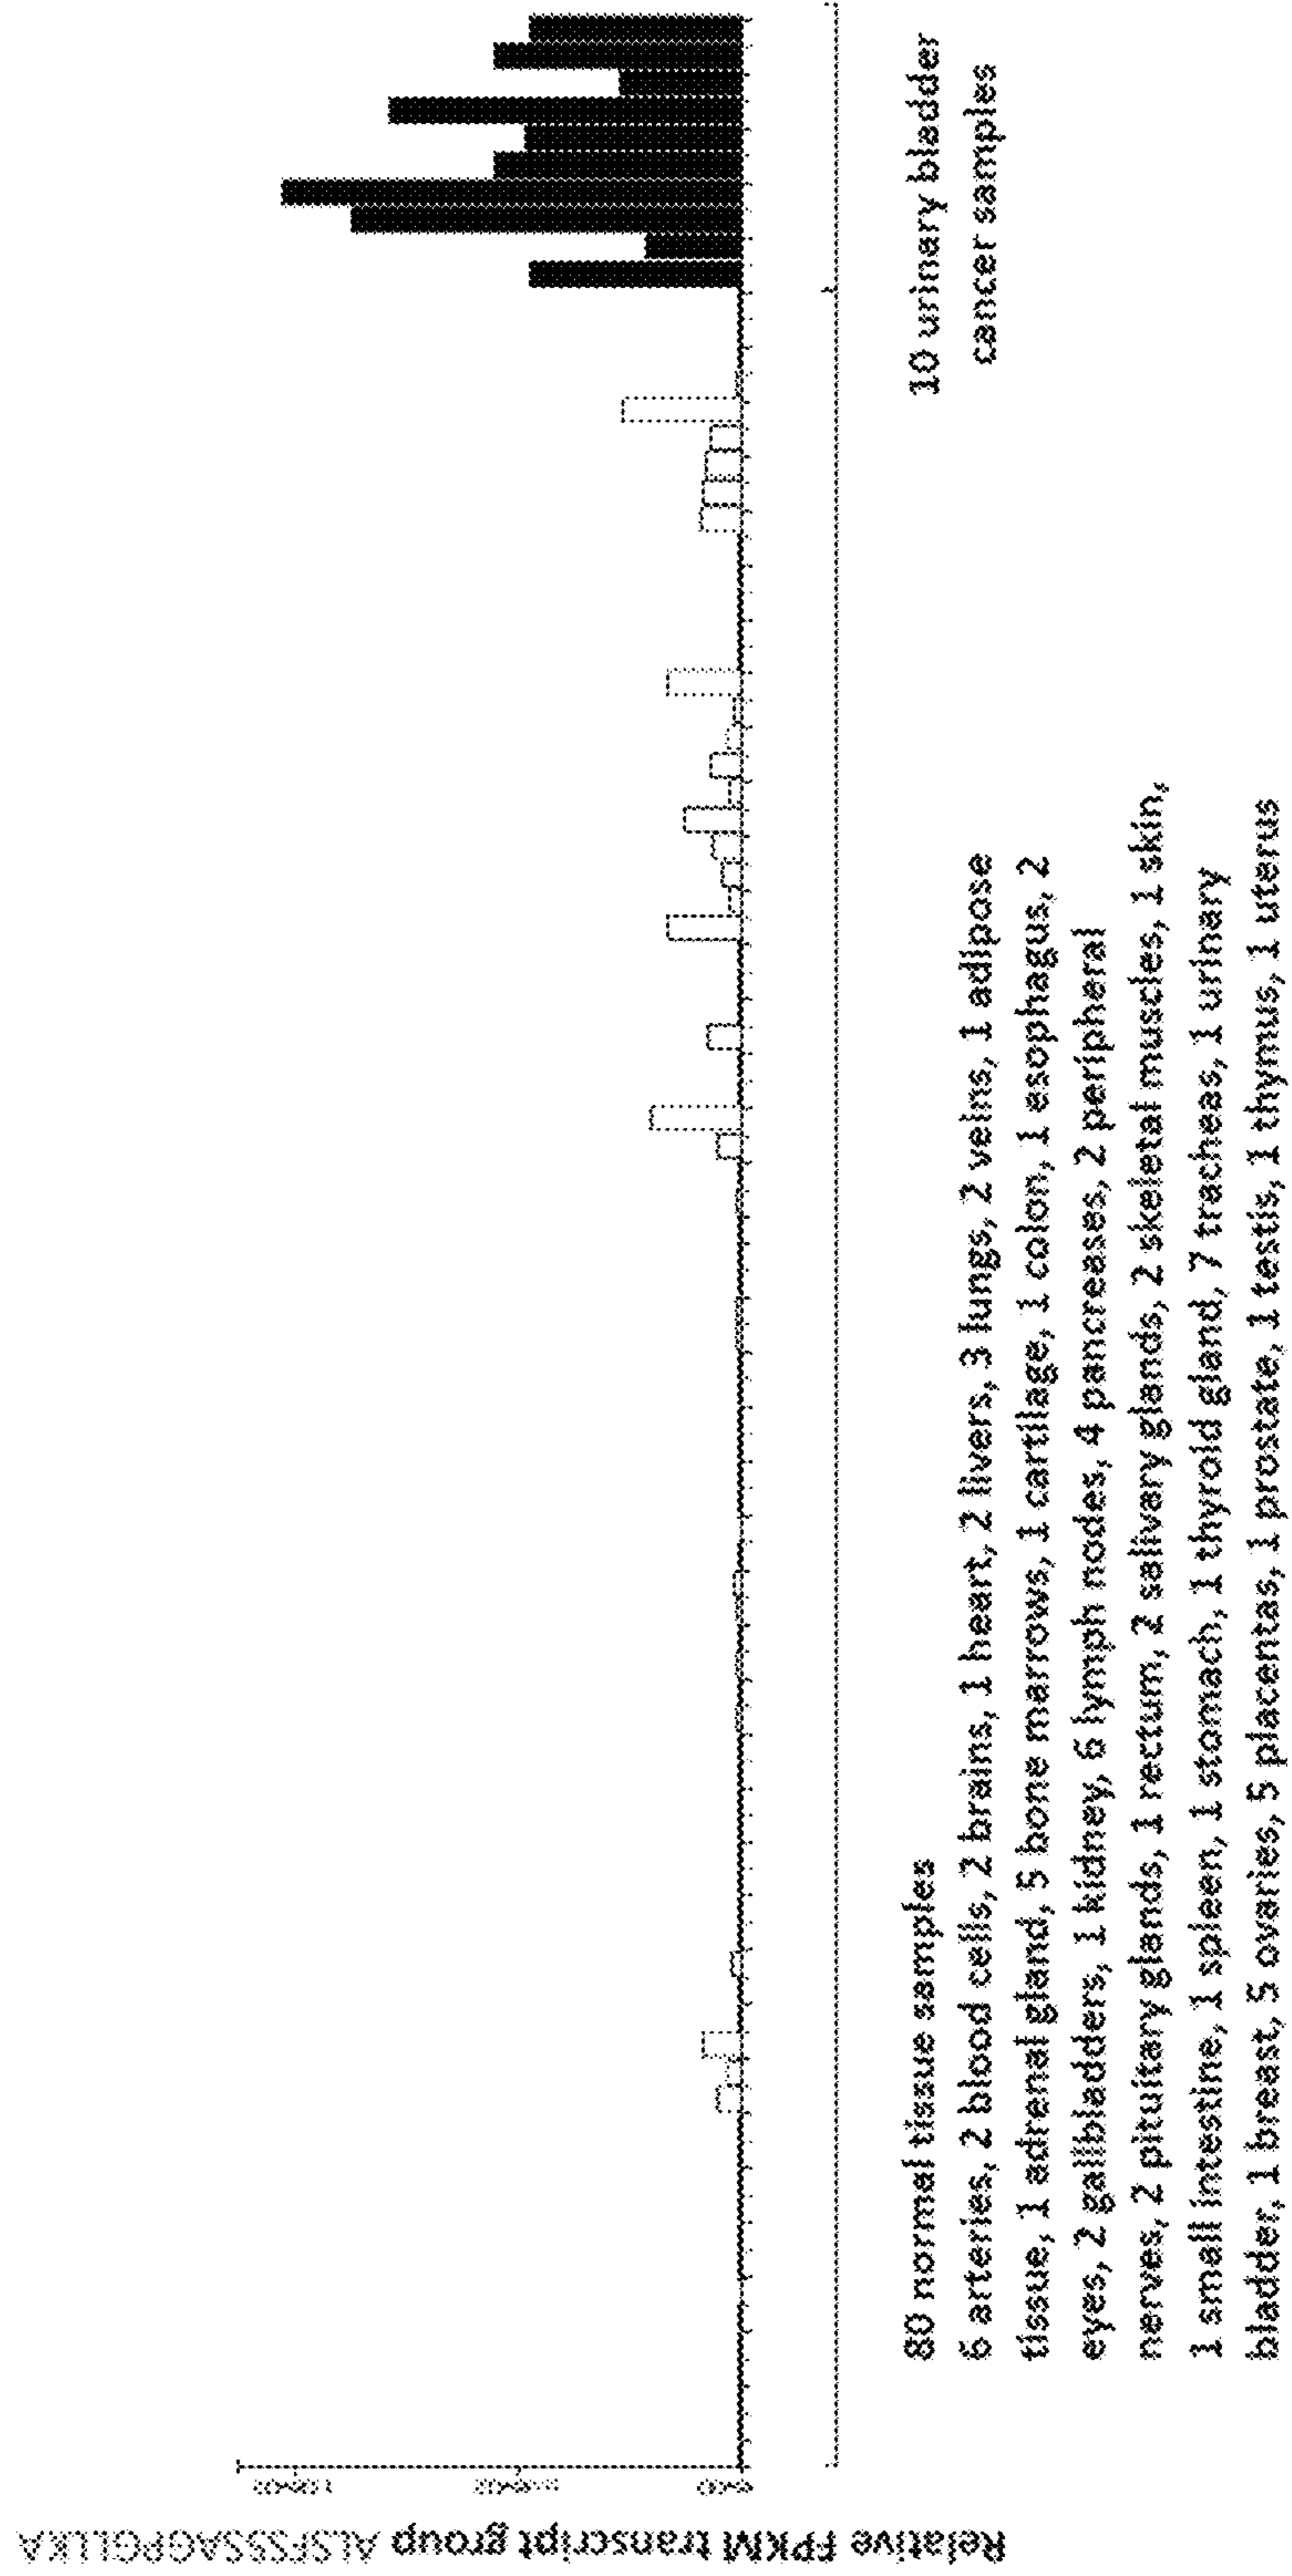 Relative FPKM transcript group ALSFSSSAGPGLLKA
80 normal tissue samples
6 arteries, 2 blood cells, 2 brains, 1 heart, 2 livers, 3 lungs, 2 veins, 1 adipose
tissue, 1 adrenal gland, 5 bone marrows, 1 cartilage, 1 colon, 1 esophagus, 2
eyes, 2 gallbladders, 1 kidney, 6 lymph nodes, 4 pancreases, 2 peripheral
nerves, 2 pituitary glands, 1 rectum, 2 salivary glands, 2 skeletal muscles, 1 skin,
1 small intestine, 1 spleen, 1 stomach, 1 thyroid gland, 7 tracheas, 1 urinary
bladder, 1 breast, 5 ovaries, 5 placentas, 1 prostate, 1 testis, 1 thymus, 1 uterus
10 urinary bladder
cancer samples